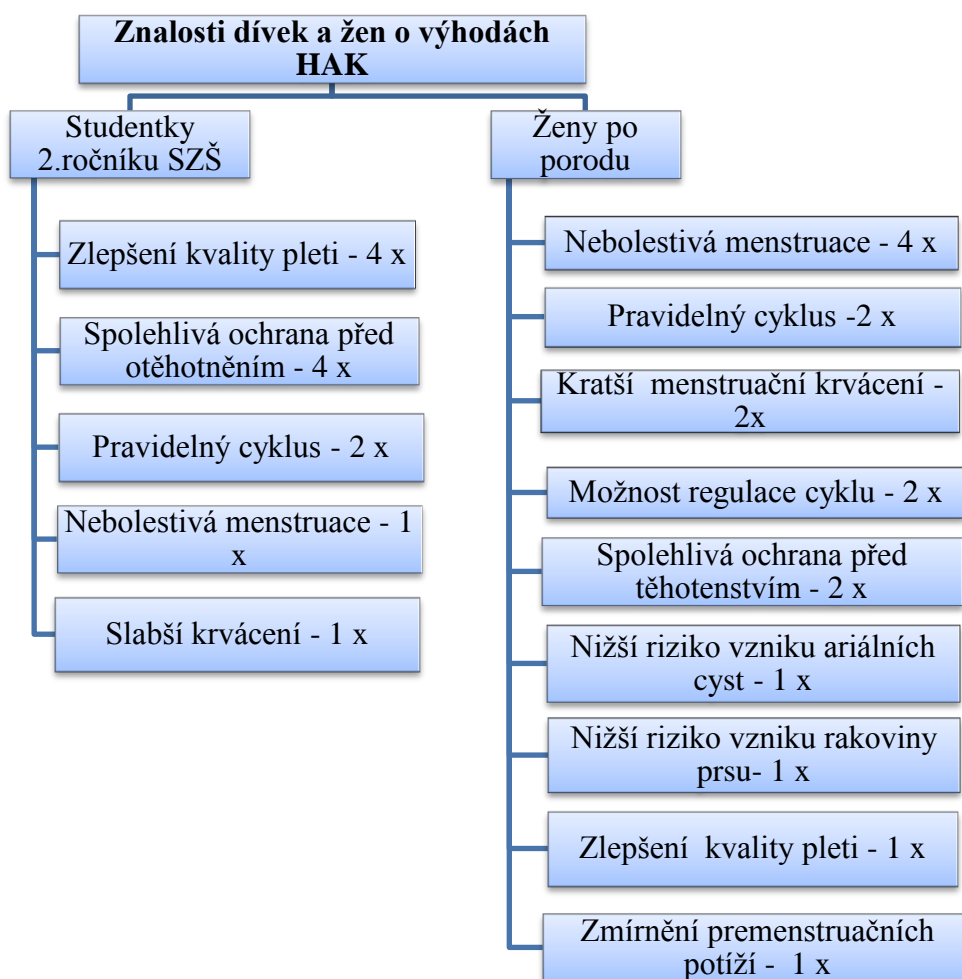 Znalosti dívek a žen o výhodách
HAK
Studentky
2.ročníku SZŠ
Zlepšení kvality pleti - 4 x
Spolehlivá ochrana před
otěhotněním - 4 x
Pravidelný cyklus - 2 x
Nebolestivá menstruace - 1
x
Slabší krvácení - 1 x
Ženy po
porodu
Nebolestivá menstruace - 4 x
Pravidelný cyklus -2 x
Kratší  menstruační krvácení -
2x
Možnost regulace cyklu - 2 x
Spolehlivá ochrana před
těhotenstvím - 2 x
Nižší riziko vzniku ariálních
cyst - 1 x
Nižší riziko vzniku rakoviny
prsu- 1 x
Zlepšení  kvality pleti - 1 x
Zmírnění premenstruačních
potíží -  1 x